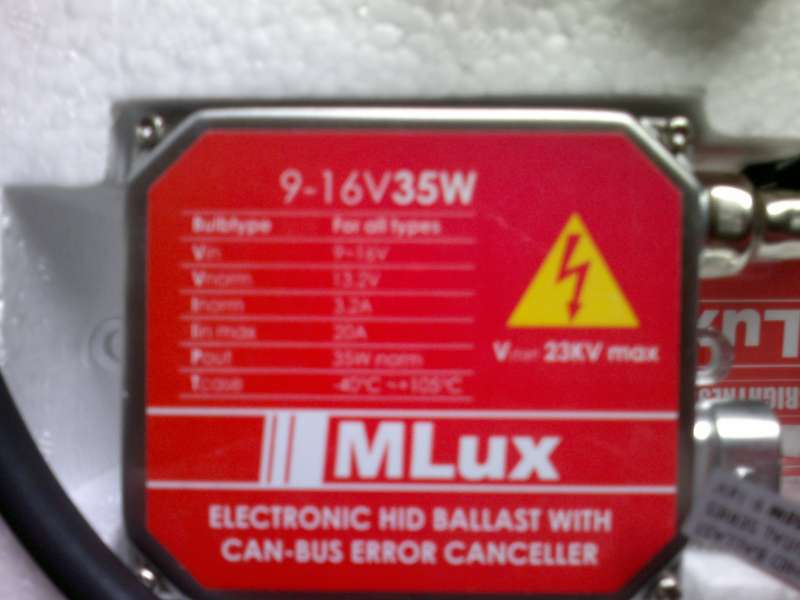 9-16V35W
Bulbtype For all types
Vin 9~16V
Vnorm 13,2V
Inorm 3,2A
Iin max 20A
Pout 35W norm
Tcase -40°C ~+105°C
23KV max
MLux
ELECTRONIC HID BALLAST WITH
CAN-BUS ERROR CANCELLER
Lux